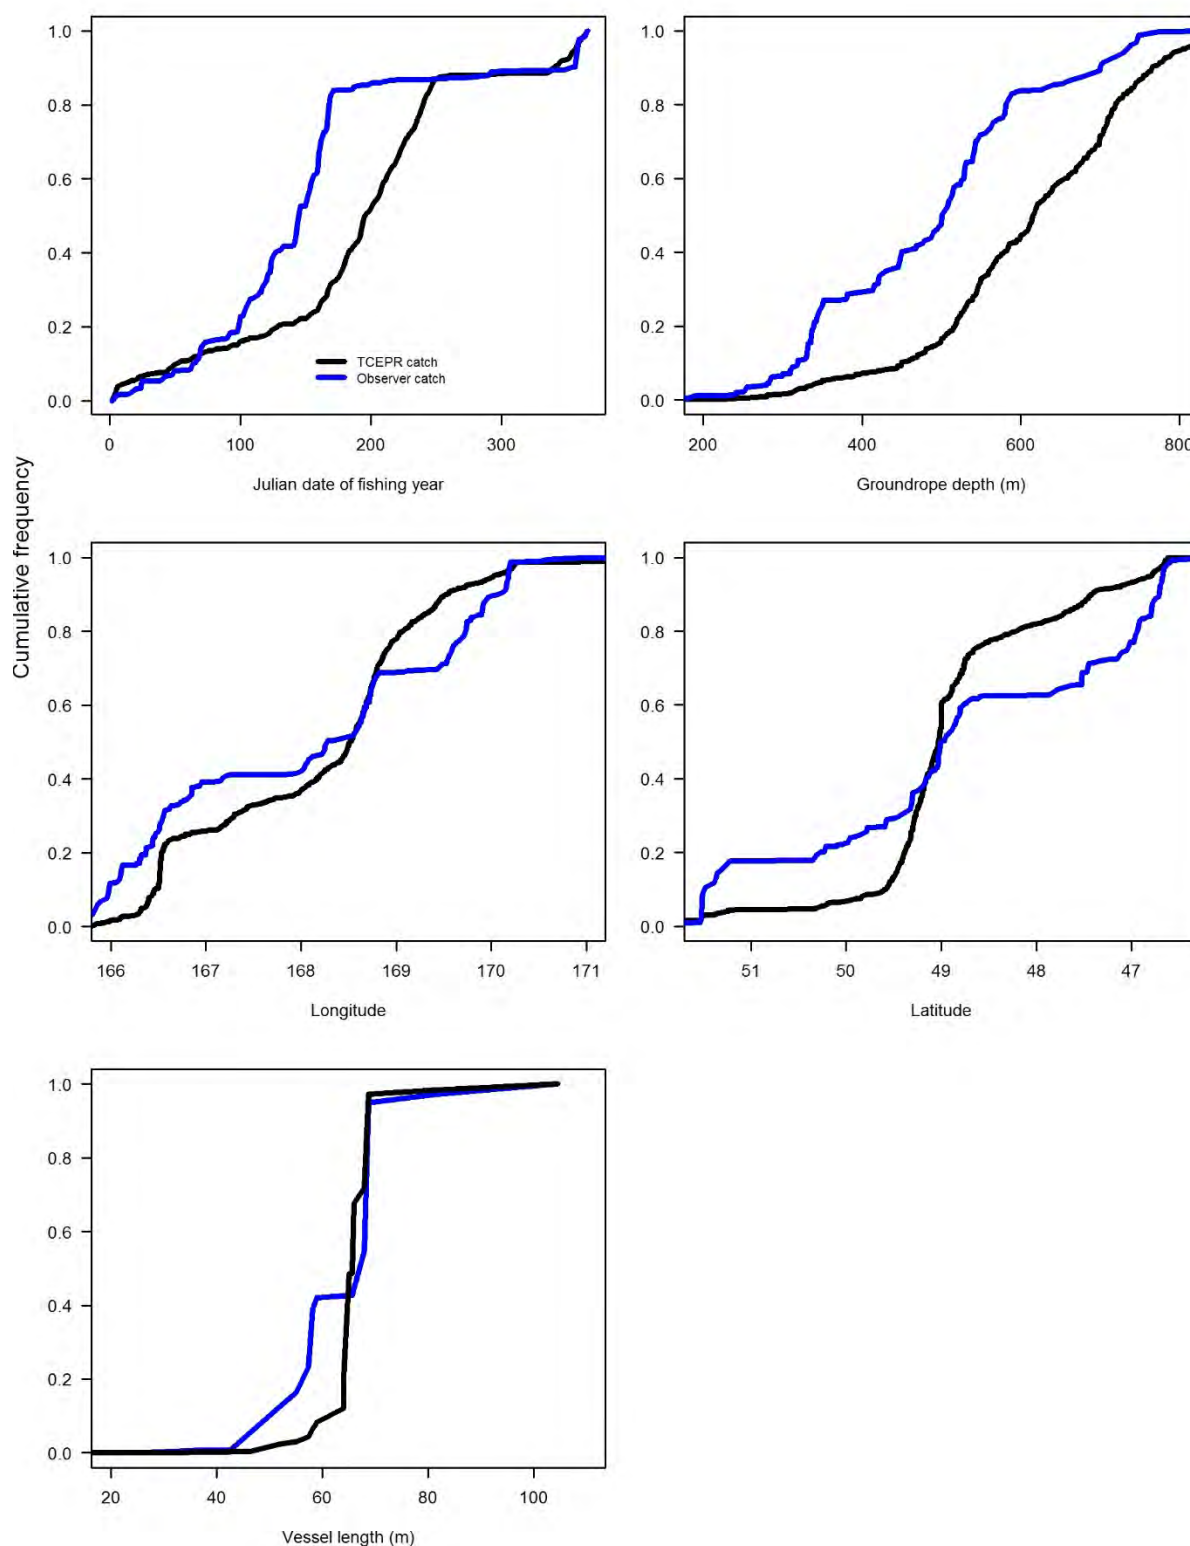 Cumulative frequency
1.0
0.8
0.6
0.4
0.2
0.0
TCEPR catch
Observer catch
0 100 200 300
Julian date of fishing year
1.0
0.8
0.6
0.4
0.2
0.0
200 400 600 800
Groundrope depth (m)
1.0
0.8
0.6
0.4
0.2
0.0
166 167 168 169 170 171
Longitude
1.0
0.8
0.6
0.4
0.2
0.0
51 50 49 48 47
Latitude
1.0
0.8
0.6
0.4
0.2
0.0
20 40 60 80 100
Vessel length (m)